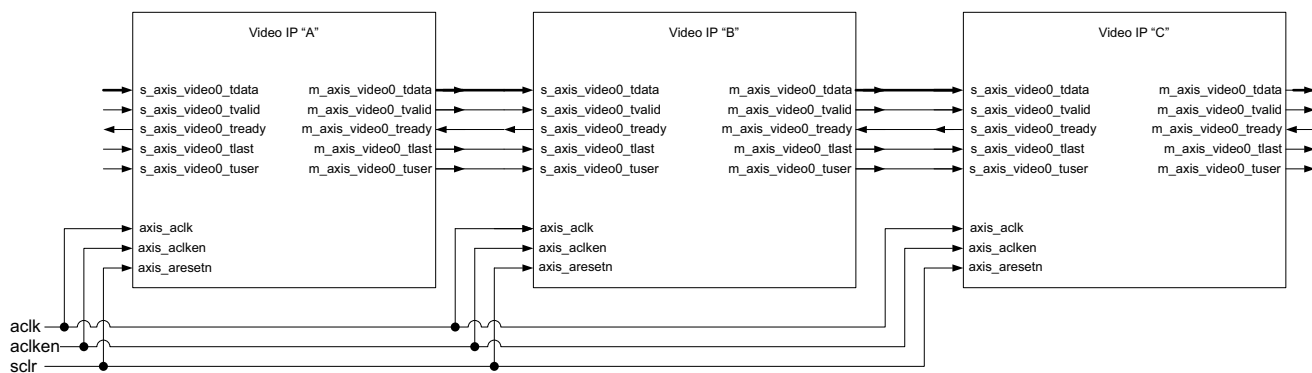 Video IP “A”
s_axis_video0_tdata m_axis_video0_tdata
s_axis_video0_tvalid m_axis_video0_tvalid
s_axis_video0_tready m_axis_video0_tready
s_axis_video0_tlast m_axis_video0_tlast
s_axis_video0_tuser m_axis_video0_tuser
axis_aclk
axis_aclken
axis_aresetn
Video IP “B”
s_axis_video0_tdata m_axis_video0_tdata
s_axis_video0_tvalid m_axis_video0_tvalid
s_axis_video0_tready m_axis_video0_tready
s_axis_video0_tlast m_axis_video0_tlast
s_axis_video0_tuser m_axis_video0_tuser
axis_aclk
axis_aclken
axis_aresetn
Video IP “C”
s_axis_video0_tdata m_axis_video0_tdata
s_axis_video0_tvalid m_axis_video0_tvalid
s_axis_video0_tready m_axis_video0_tready
s_axis_video0_tlast m_axis_video0_tlast
s_axis_video0_tuser m_axis_video0_tuser
axis_aclk
axis_aclken
axis_aresetn
aclk
aclken
sclr